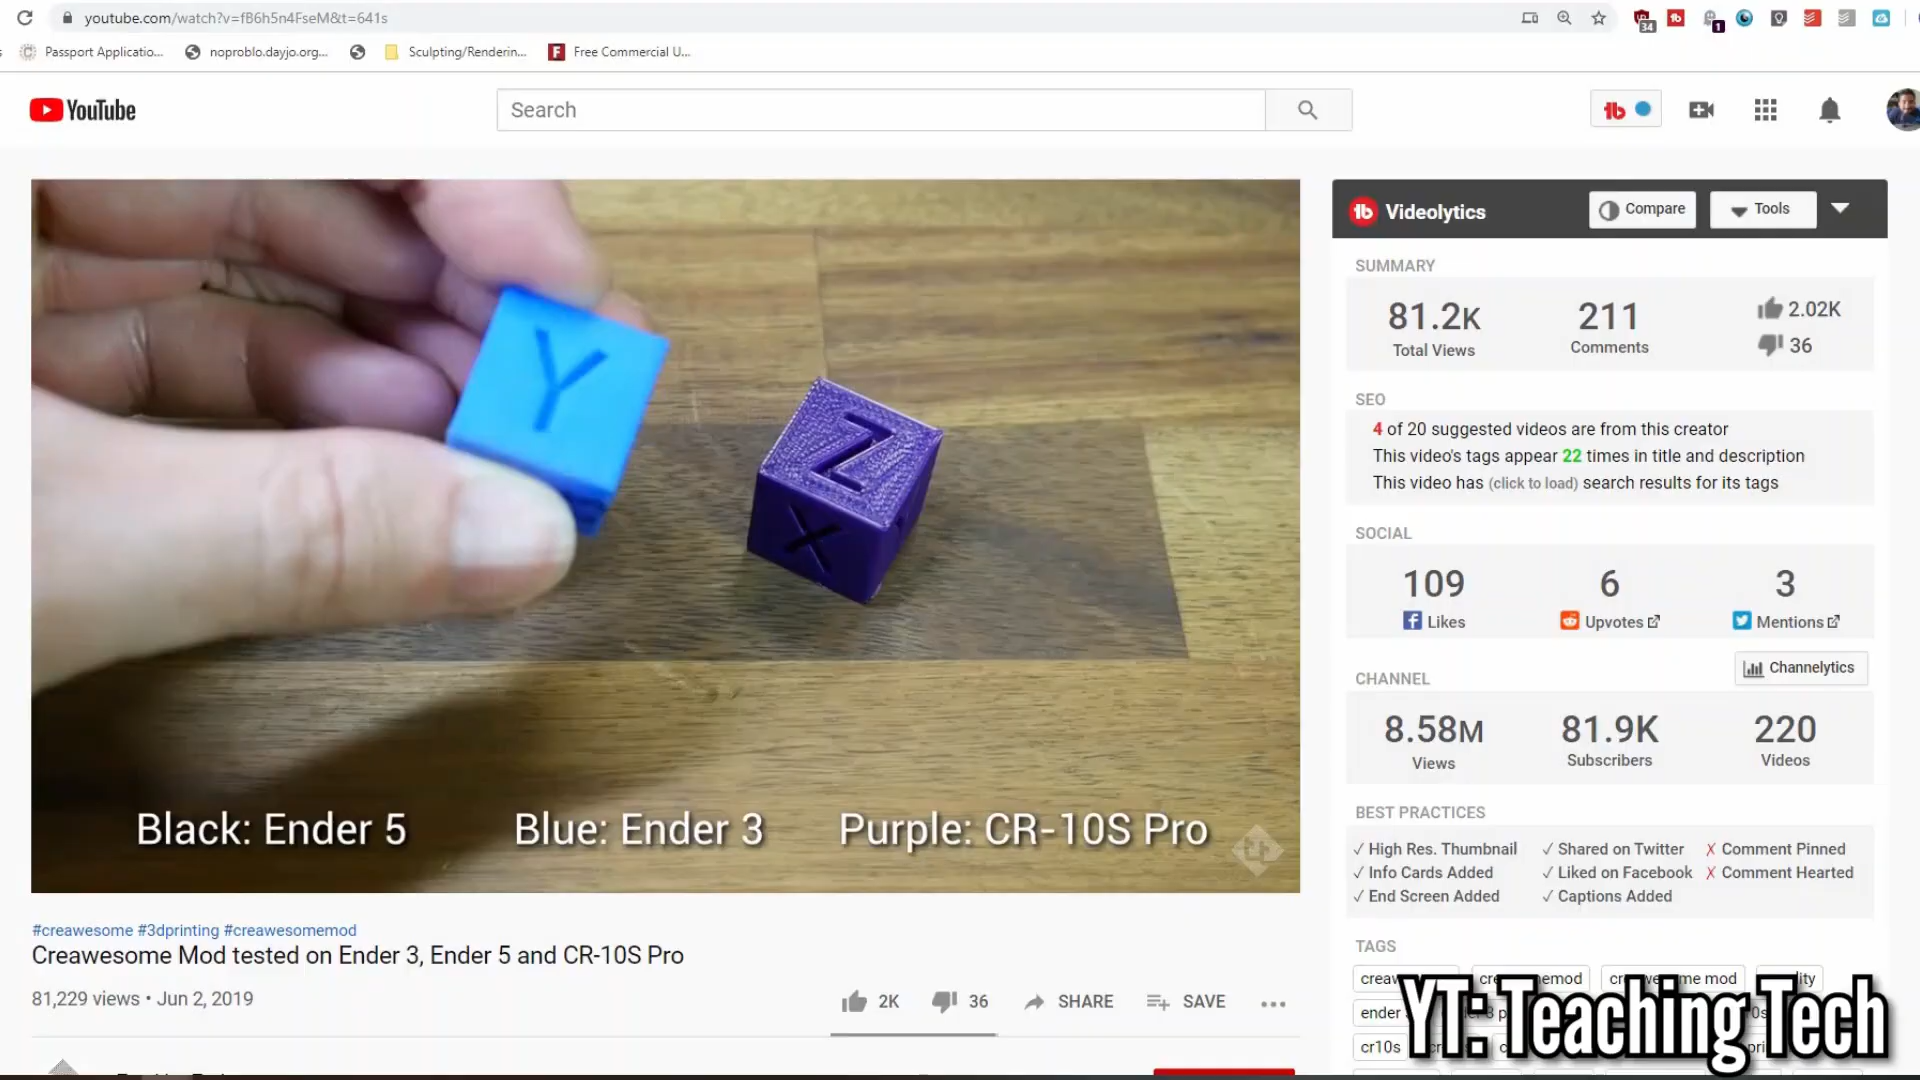 youtube.com/watch?v=fB6h5n4FseM&t=641s
34
1
Passport Applicatio...
noproblo.dayjo.org...
Sculpting/Renderin...
Free Commercial U...
YouTube
Search
Y
Z
X
Black: Ender 5
Blue: Ender 3
Purple: CR-10S Pro
#creawesome #3dprinting #creawesomemod
Creawesome Mod tested on Ender 3, Ender 5 and CR-10S Pro
81,229 views • Jun 2, 2019
2K
36
SHARE
SAVE
Videolytics
Compare
Tools
SUMMARY
81.2K
Total Views
211
Comments
2.02K
36
SEO
4 of 20 suggested videos are from this creator
This video's tags appear 22 times in title and description
This video has (click to load) search results for its tags
SOCIAL
109
Likes
6
Upvotes
3
Mentions
CHANNEL
Channelytics
8.58M
Views
81.9K
Subscribers
220
Videos
BEST PRACTICES
✓ High Res. Thumbnail
✓ Shared on Twitter
✗ Comment Pinned
✓ Info Cards Added
✓ Liked on Facebook
✗ Comment Hearted
✓ End Screen Added
✓ Captions Added
TAGS
mod
ender
cr10s
YT: Teaching Tech